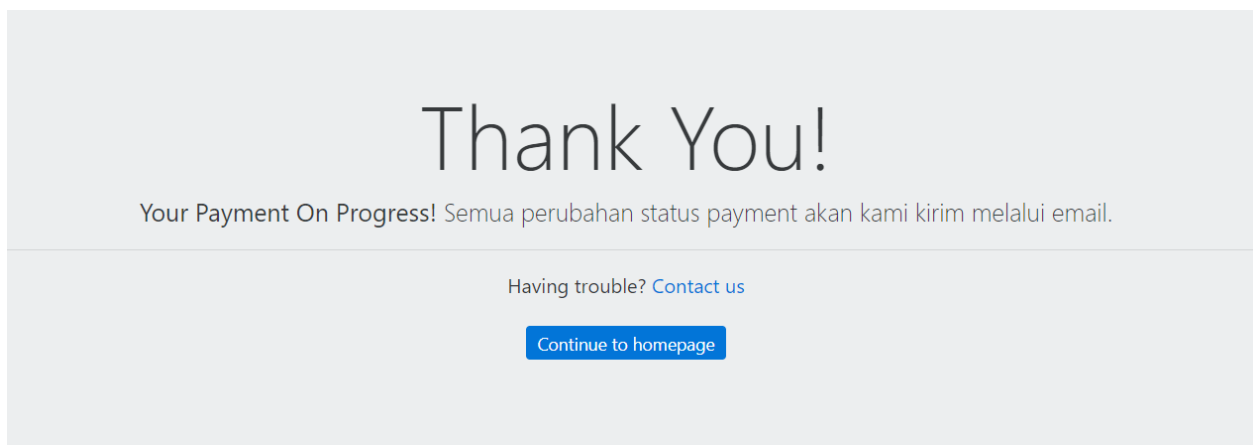 Thank You!
Your Payment On Progress! Semua perubahan status payment akan kami kirim melalui email.
Having trouble? Contact us
Continue to homepage